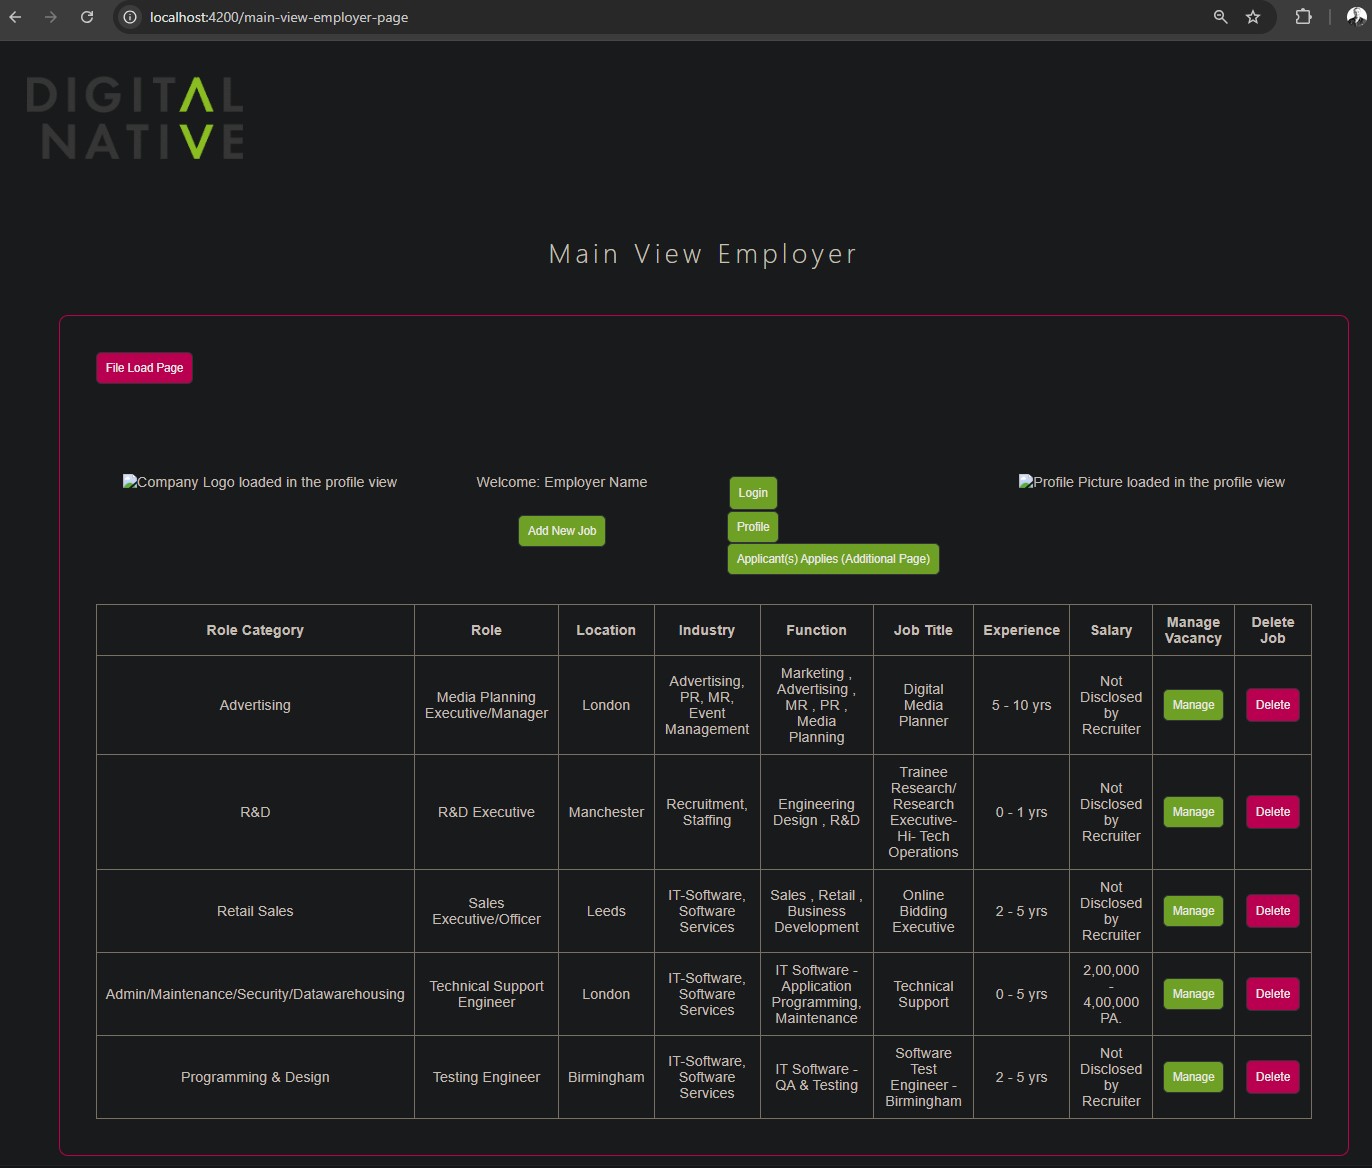 localhost:4200/main-view-employer-page
DIGITAL
NATIVE
Main View Employer
File Load Page
Company Logo loaded in the profile view
Welcome: Employer Name
Login
Profile Picture loaded in the profile view
Add New Job
Profile
Applicant(s) Applies (Additional Page)
Role Category
Role
Location
Industry
Function
Job Title
Experience
Salary
Manage
Vacancy
Delete
Job
Advertising
Media Planning
Executive/Manager
London
Advertising,
PR, MR,
Event
Management
Marketing ,
Advertising ,
MR , PR ,
Media
Planning
Digital
Media
Planner
5 - 10 yrs
Not
Disclosed
by
Recruiter
Manage
Delete
R&D
R&D Executive
Manchester
Recruitment,
Staffing
Engineering
Design , R&D
Trainee
Research/
Research
Executive-
Hi- Tech
Operations
0 - 1 yrs
Not
Disclosed
by
Recruiter
Manage
Delete
Retail Sales
Sales
Executive/Officer
Leeds
IT-Software,
Software
Services
Sales , Retail ,
Business
Development
Online
Bidding
Executive
2 - 5 yrs
Not
Disclosed
by
Recruiter
Manage
Delete
Admin/Maintenance/Security/Datawarehousing
Technical Support
Engineer
London
IT-Software,
Software
Services
IT Software -
Application
Programming,
Maintenance
Technical
Support
0 - 5 yrs
2,00,000
-
4,00,000
PA.
Manage
Delete
Programming & Design
Testing Engineer
Birmingham
IT-Software,
Software
Services
IT Software -
QA & Testing
Software
Test
Engineer -
Birmingham
2 - 5 yrs
Not
Disclosed
by
Recruiter
Manage
Delete